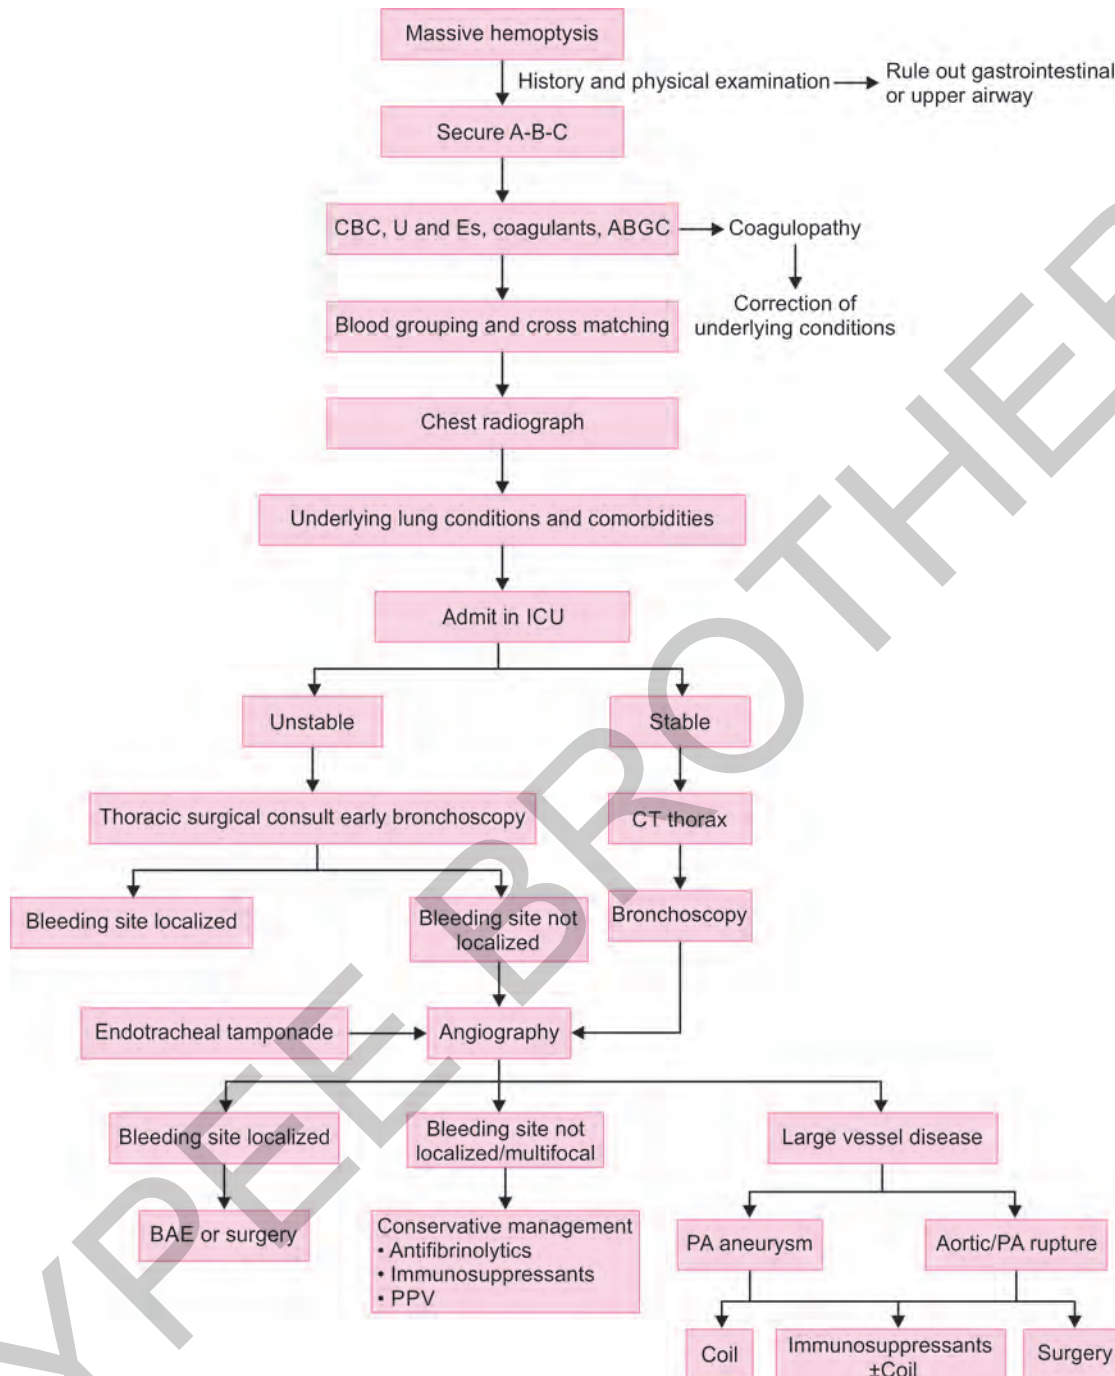 Massive hemoptysis
History and physical examination
Rule out gastrointestinal
or upper airway
Secure A-B-C
CBC, U and Es, coagulants, ABGC
Coagulopathy
Correction of
underlying conditions
Blood grouping and cross matching
Chest radiograph
Underlying lung conditions and comorbidities
Admit in ICU
Unstable
Stable
Thoracic surgical consult early bronchoscopy
CT thorax
Bleeding site localized
Bleeding site not
localized
Bronchoscopy
Endotracheal tamponade
Angiography
Bleeding site localized
Bleeding site not
localized/multifocal
Large vessel disease
BAE or surgery
Conservative management
• Antifibrinolytics
• Immunosuppressants
• PPV
PA aneurysm
Aortic/PA rupture
Coil
Immunosuppressants
±Coil
Surgery
YPEE BROTHER